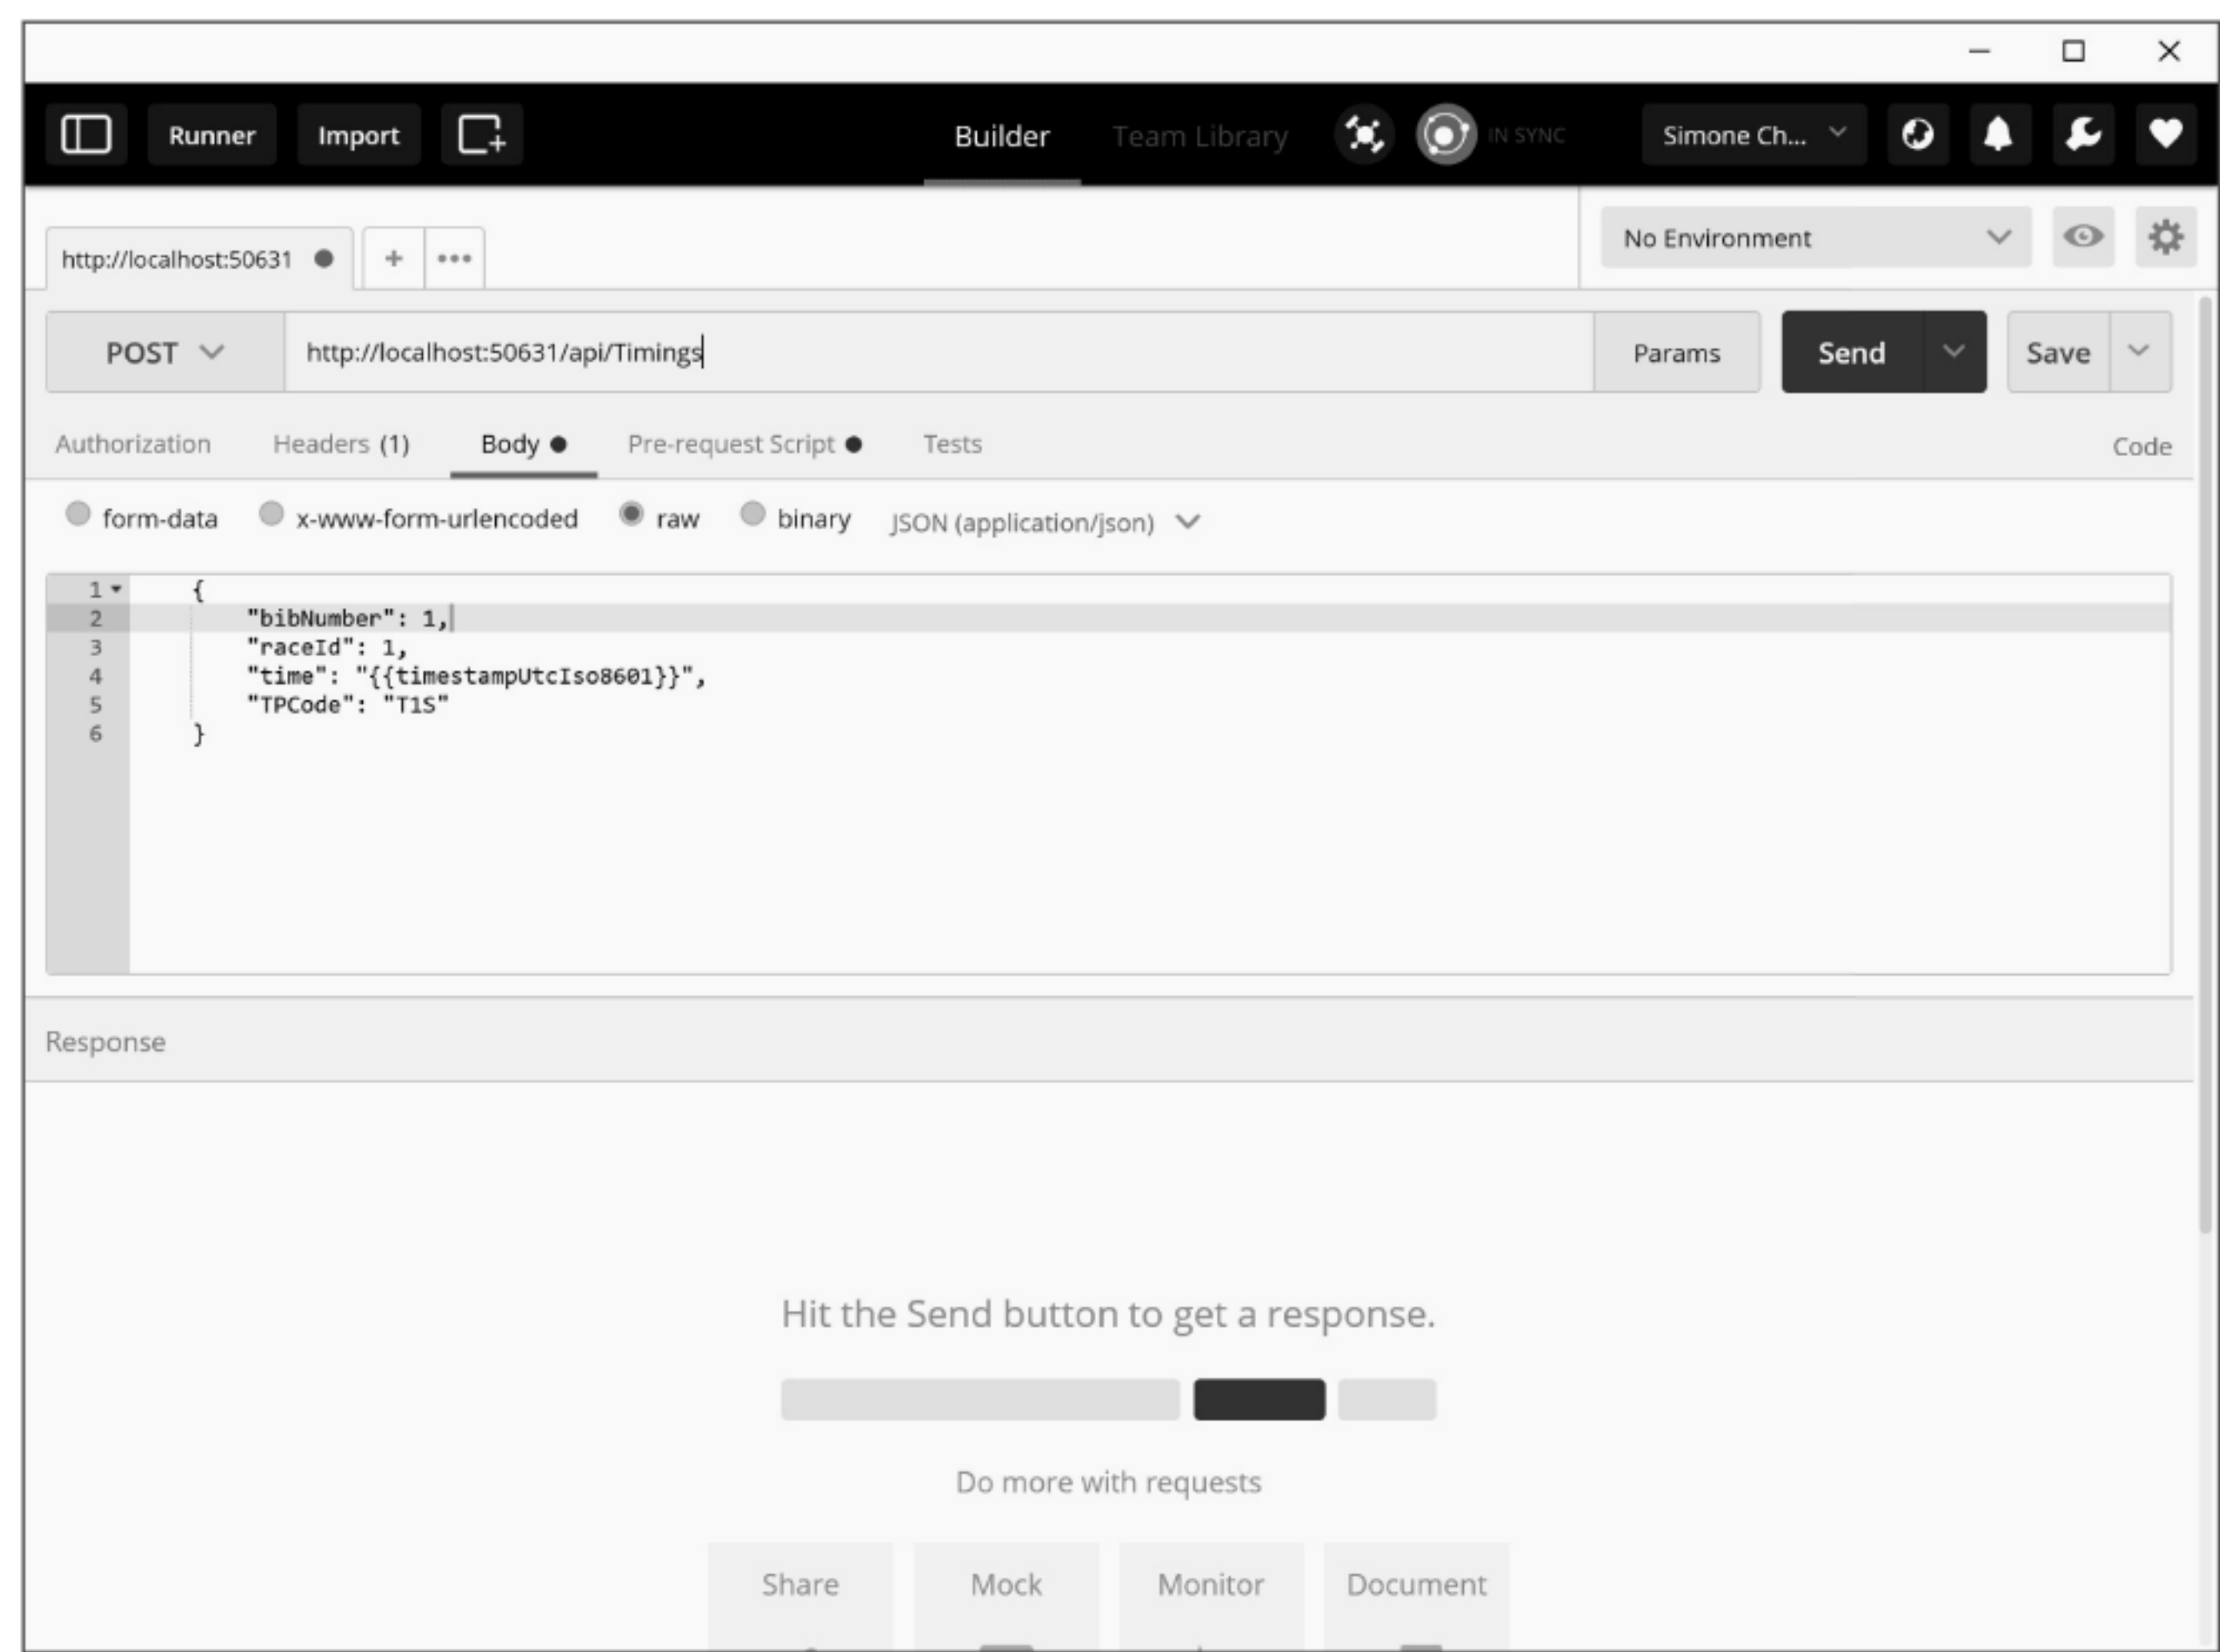 Runner Import Builder Team Library IN SYNC Simone Ch...
http://localhost:50631 + ••• No Environment
POST http://localhost:50631/api/Timings Params Send Save
Authorization Headers (1) Body Pre-request Script Tests Code
form-data x-www-form-urlencoded raw binary JSON (application/json)
1 {
2 "bibNumber": 1,
3 "raceId": 1,
4 "time": "{{timestampUtcIso8601}}",
5 "TPCode": "T1S"
6 }
Response
Hit the Send button to get a response.
Do more with requests
Share Mock Monitor Document